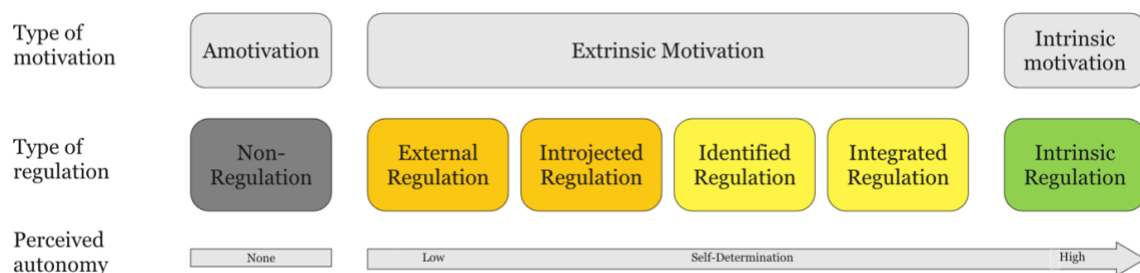 Type of
motivation
Amotivation
Extrinsic Motivation
Intrinsic
motivation
Type of
regulation
Non-
Regulation
External
Regulation
Introjected
Regulation
Identified
Regulation
Integrated
Regulation
Intrinsic
Regulation
Perceived
autonomy
None
Low
Self-Determination
High